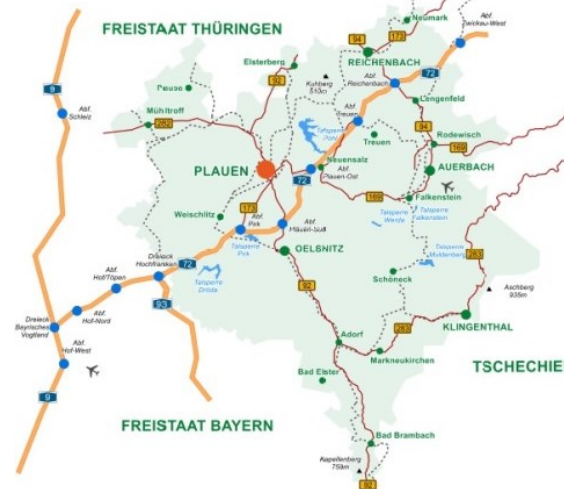 FREISTAAT THÜRINGEN
94
173
Neumark
Abf.
Zwickau-West
9
Elsterberg
92
REICHENBACH
Kuhberg
510m
Abf.
Reichenbach
72
Pausa
Abf.
Schleiz
Mühltroff
282
Abf.
Treuen
Lengenfeld
Talsperre
Pöhl
94
Treuen
Rodewisch
169
PLAUEN
Neuensalz
72
Abf.
Plauen-Ost
AUERBACH
169
Falkenstein
Weischlitz
173
Abf.
Pirk
Abf.
Plauen-Süd
Talsperre
Werda
Talsperre
Falkenstein
Dreieck
Hochfranken
72
Talsperre
Pirk
OELSNITZ
Talsperre
Muldenberg
283
Abf.
Hof/Töpen
93
Talsperre
Dröda
92
Schöneck
Aschberg
936m
Dreieck
Bayrisches
Vogtland
Abf.
Hof-Nord
Abf.
Hof-West
Adorf
283
KLINGENTHAL
Markneukirchen
TSCHECHIEN
9
Bad Elster
FREISTAAT BAYERN
Bad Brambach
Kapellenberg
759m
92